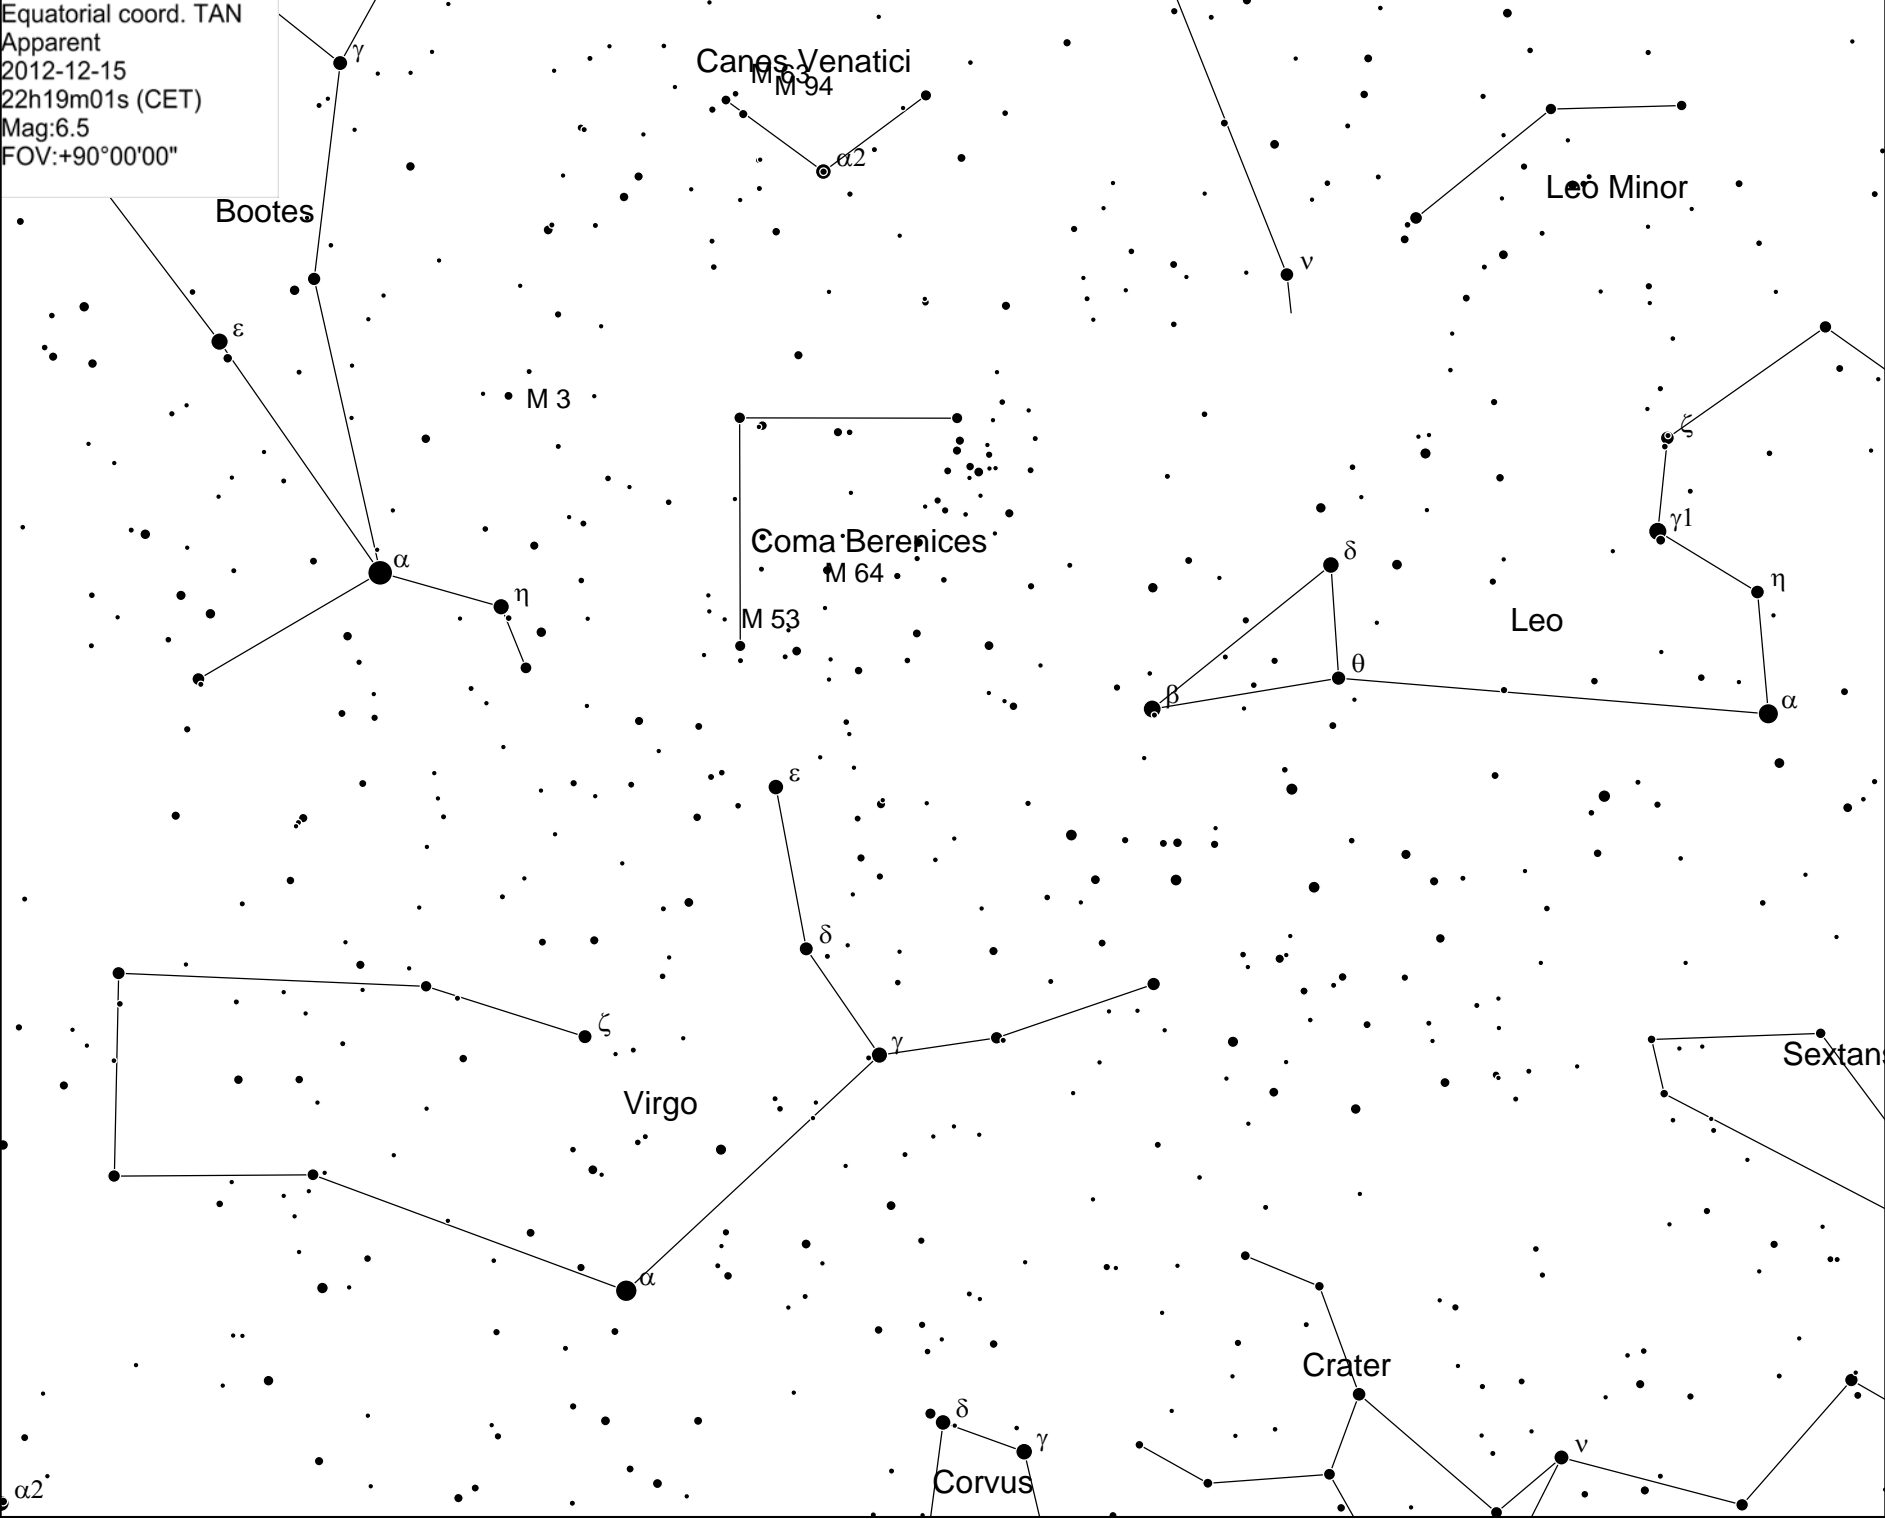 Equatorial coord. TAN
Apparent
2012-12-15
22h19m01s (CET)
Mag:6.5
FOV:+90°00'00"
γ
Canes Venatici
M 63
M 94
α2
Leo Minor
Bootes
ν
ε
M 3
ζ
γ1
Coma Berenices
α
δ
M 64
η
η
M 53
Leo
θ
β
α
ε
δ
ζ
γ
Sextans
Virgo
α
Crater
δ
γ
ν
Corvus
α2